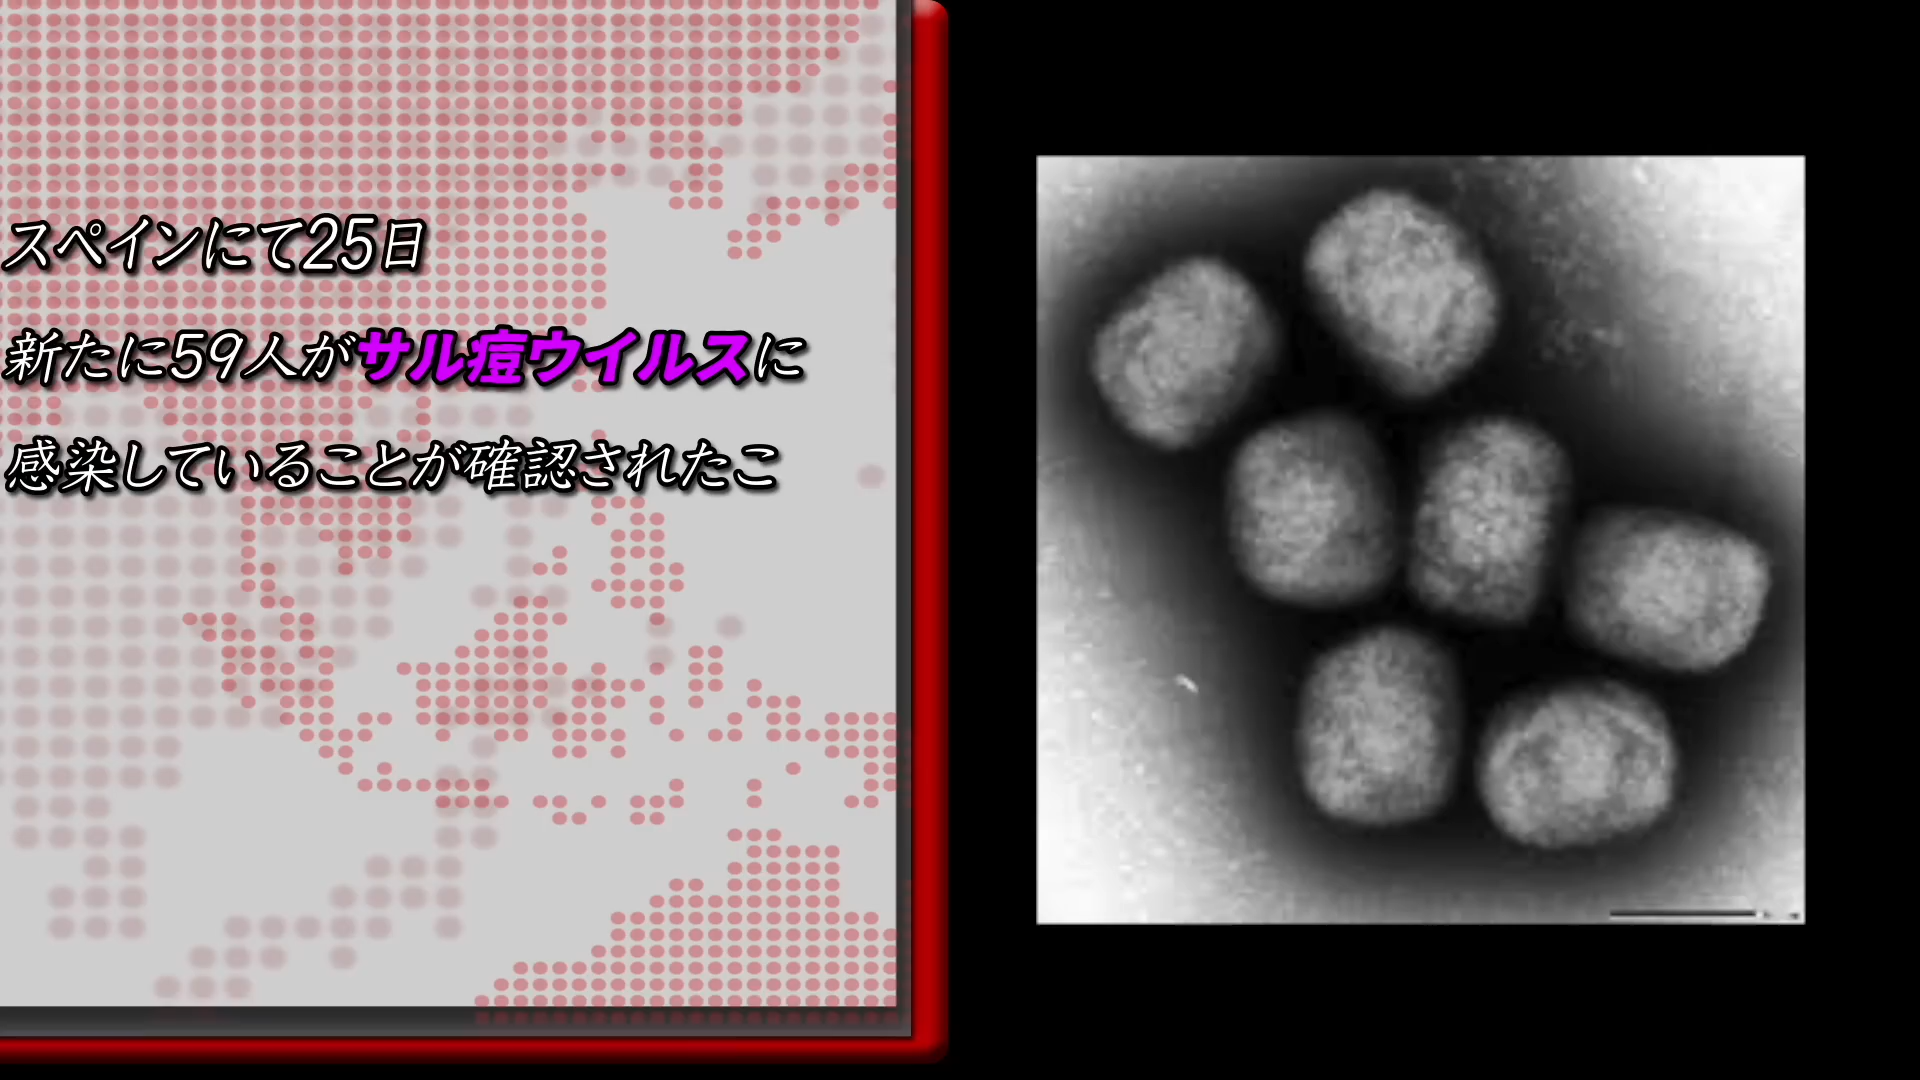 スペインにて25日
新たに59人がサル痘ウイルスに
感染していることが確認されたこ